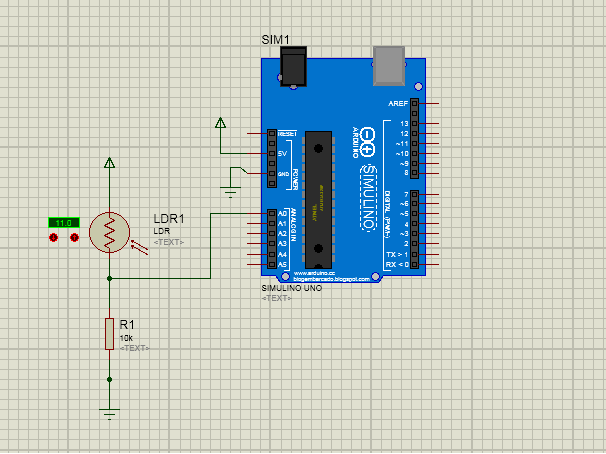 SIM1
AREF
RESET
5V
GND
POWER
A0
A1
A2
A3
A4
A5
ANALOG IN
ARDUINO
SIMULINO
13
12
~11
~10
~9
8
7
~6
~5
4
~3
2
TX > 1
RX < 0
DIGITAL (PWM~)
www.arduino.cc
blogembarcado.blogspot.com
SIMULINO UNO
<TEXT>
11.0
LDR1
LDR
<TEXT>
R1
10k
<TEXT>